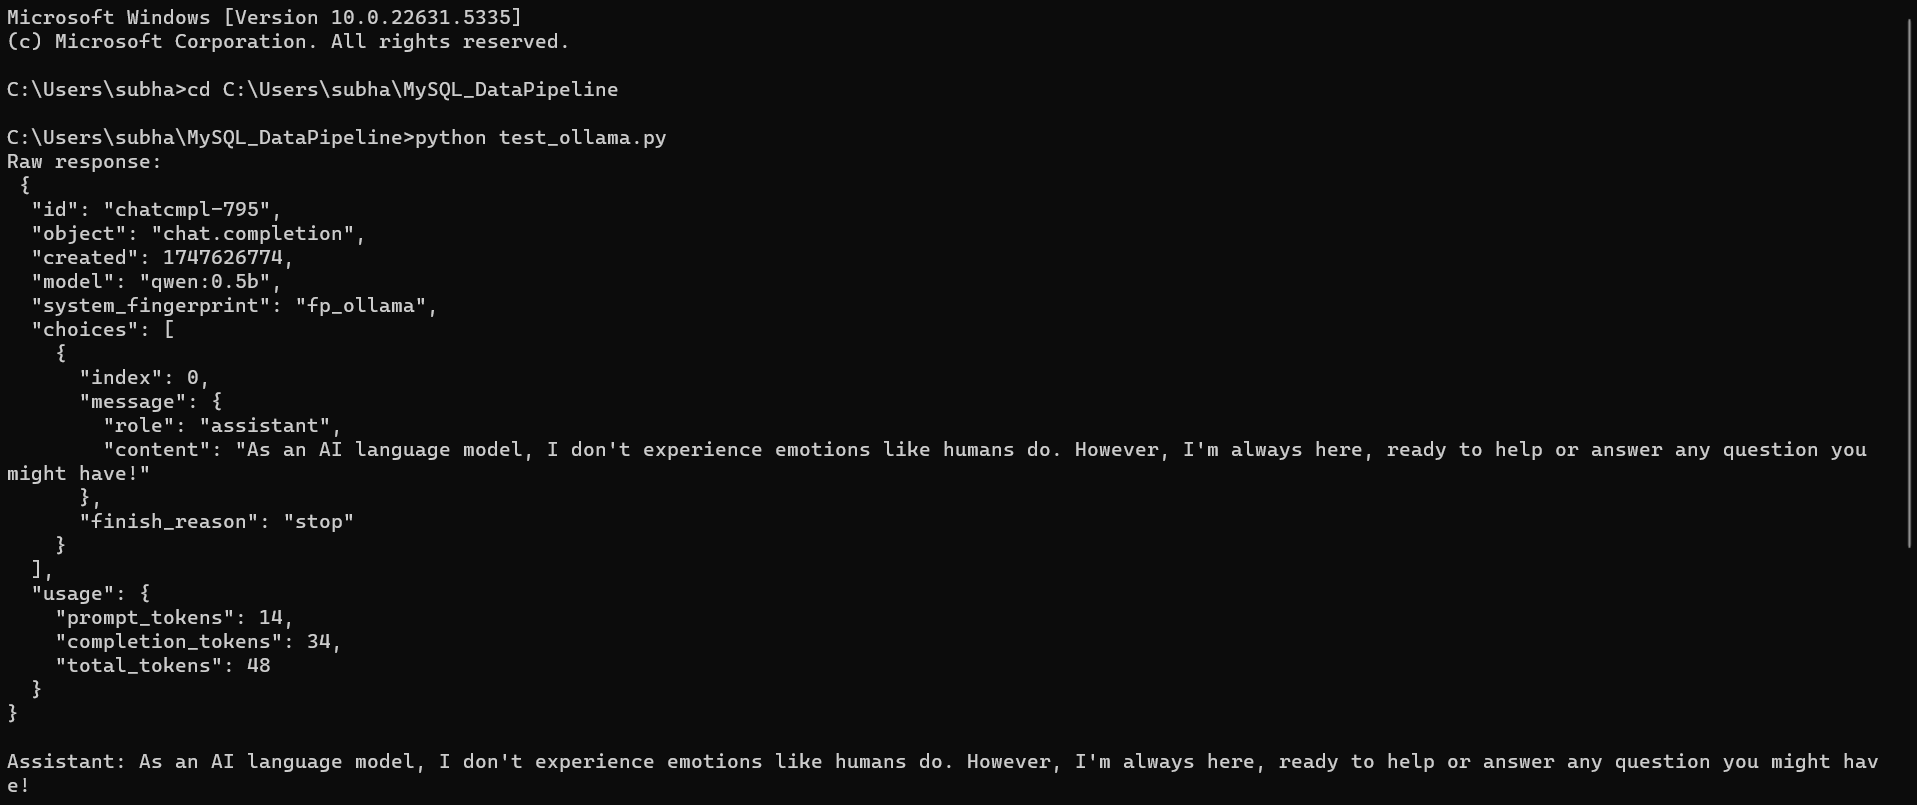 Microsoft Windows [Version 10.0.22631.5335]
(c) Microsoft Corporation. All rights reserved.

C:\Users\subha>cd C:\Users\subha\MySQL_DataPipeline

C:\Users\subha\MySQL_DataPipeline>python test_ollama.py
Raw response:
 {
  "id": "chatcmpl-795",
  "object": "chat.completion",
  "created": 1747626774,
  "model": "qwen:0.5b",
  "system_fingerprint": "fp_ollama",
  "choices": [
    {
      "index": 0,
      "message": {
        "role": "assistant",
        "content": "As an AI language model, I don't experience emotions like humans do. However, I'm always here, ready to help or answer any question you
might have!"
      },
      "finish_reason": "stop"
    }
  ],
  "usage": {
    "prompt_tokens": 14,
    "completion_tokens": 34,
    "total_tokens": 48
  }
}

Assistant: As an AI language model, I don't experience emotions like humans do. However, I'm always here, ready to help or answer any question you might hav
e!